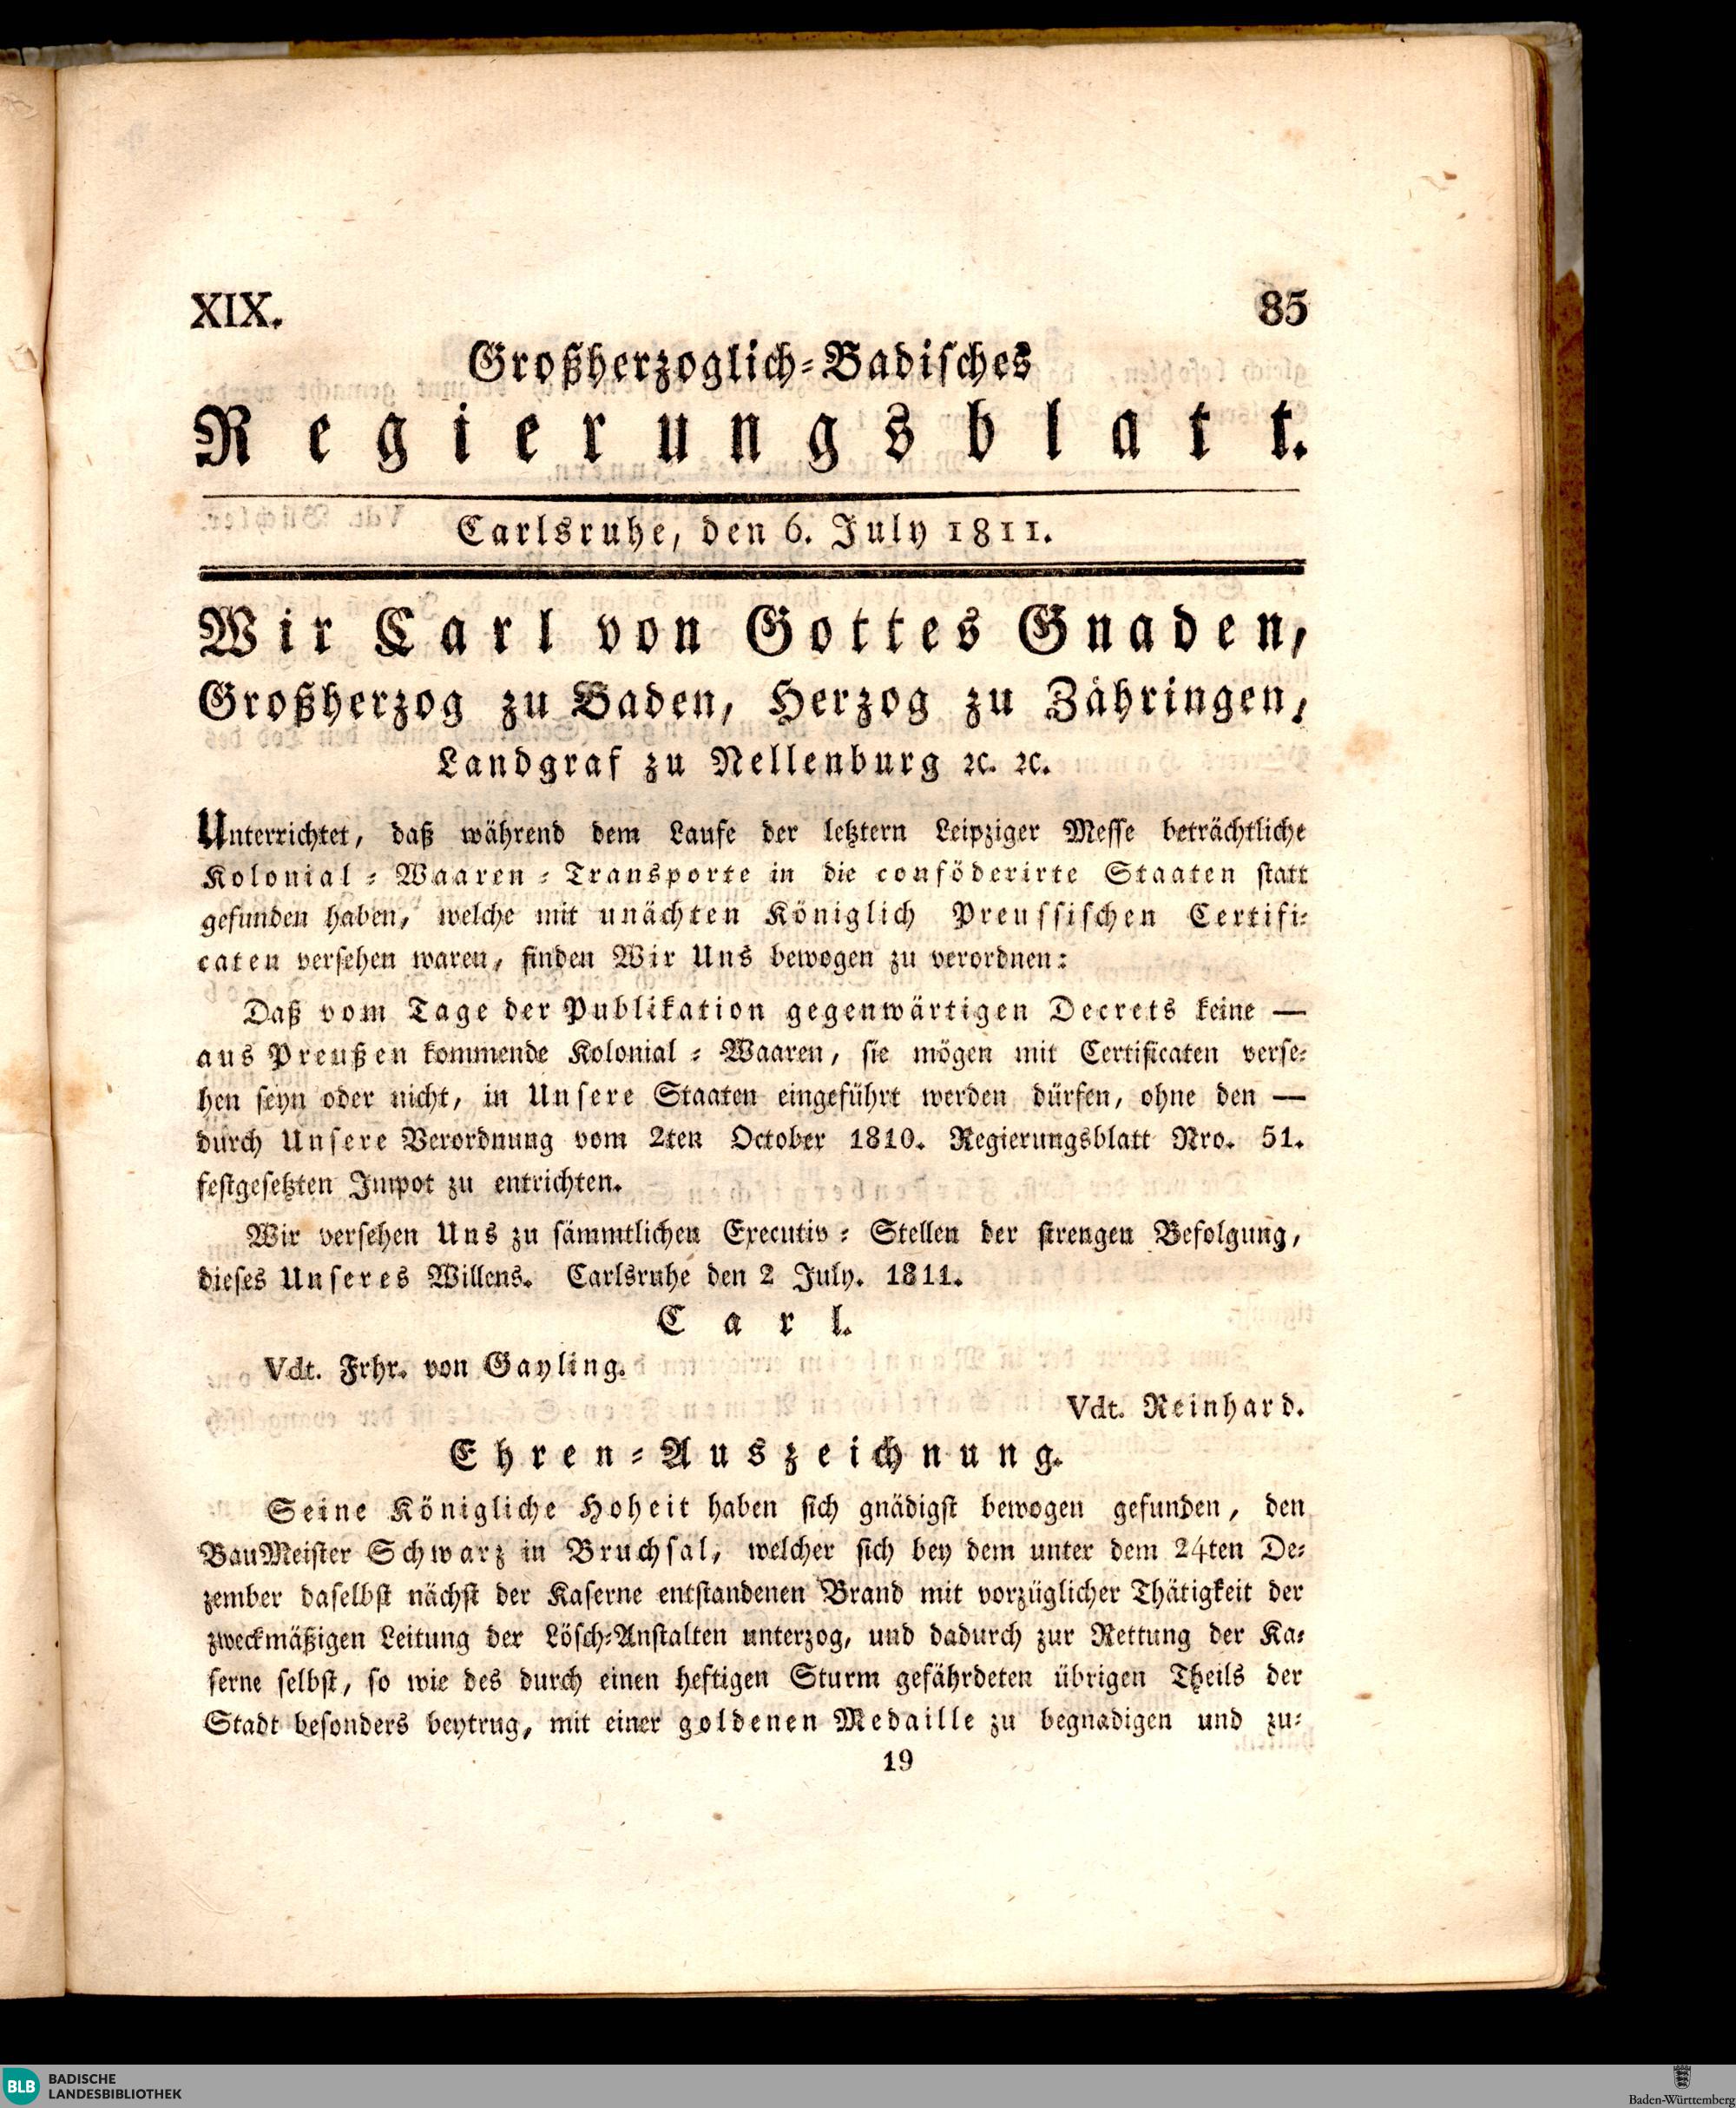 XIX. 85
Großherzoglich-Badisches
Regierungsblatt.
Carlsruhe, den 6. July 1811.
Wir Carl von Gottes Gnaden,
Großherzog zu Baden, Herzog zu Zähringen,
Landgraf zu Nellenburg ꝛc. ꝛc.
Unterrichtet, daß während dem Laufe der letztern Leipziger Messe beträchtliche
Kolonial-Waaren-Transporte in die conföderirte Staaten statt
gefunden haben, welche mit unächten Königlich Preussischen Certifi-
caten versehen waren, finden Wir Uns bewogen zu verordnen:
Daß vom Tage der Publikation gegenwärtigen Decrets keine —
aus Preußen kommende Kolonial-Waaren, sie mögen mit Certificaten verse-
hen seyn oder nicht, in Unsere Staaten eingeführt werden dürfen, ohne den —
durch Unsere Verordnung vom 2ten October 1810. Regierungsblatt Nro. 51.
festgesetzten Impot zu entrichten.
Wir versehen Uns zu sämmtlichen Executiv-Stellen der strengen Befolgung,
dieses Unseres Willens. Carlsruhe den 2 July. 1811.
Carl.
Vdt. Frhr. von Gayling.
Vdt. Reinhard.
Ehren-Auszeichnung.
Seine Königliche Hoheit haben sich gnädigst bewogen gefunden, den
BauMeister Schwarz in Bruchsal, welcher sich bey dem unter dem 24ten De-
zember daselbst nächst der Kaserne entstandenen Brand mit vorzüglicher Thätigkeit der
zweckmäßigen Leitung der Lösch-Anstalten unterzog, und dadurch zur Rettung der Ka-
serne selbst, so wie des durch einen heftigen Sturm gefährdeten übrigen Theils der
Stadt besonders beytrug, mit einer goldenen Medaille zu begnadigen und zu-
19
BLB BADISCHE
LANDESBIBLIOTHEK
Baden-Württemberg